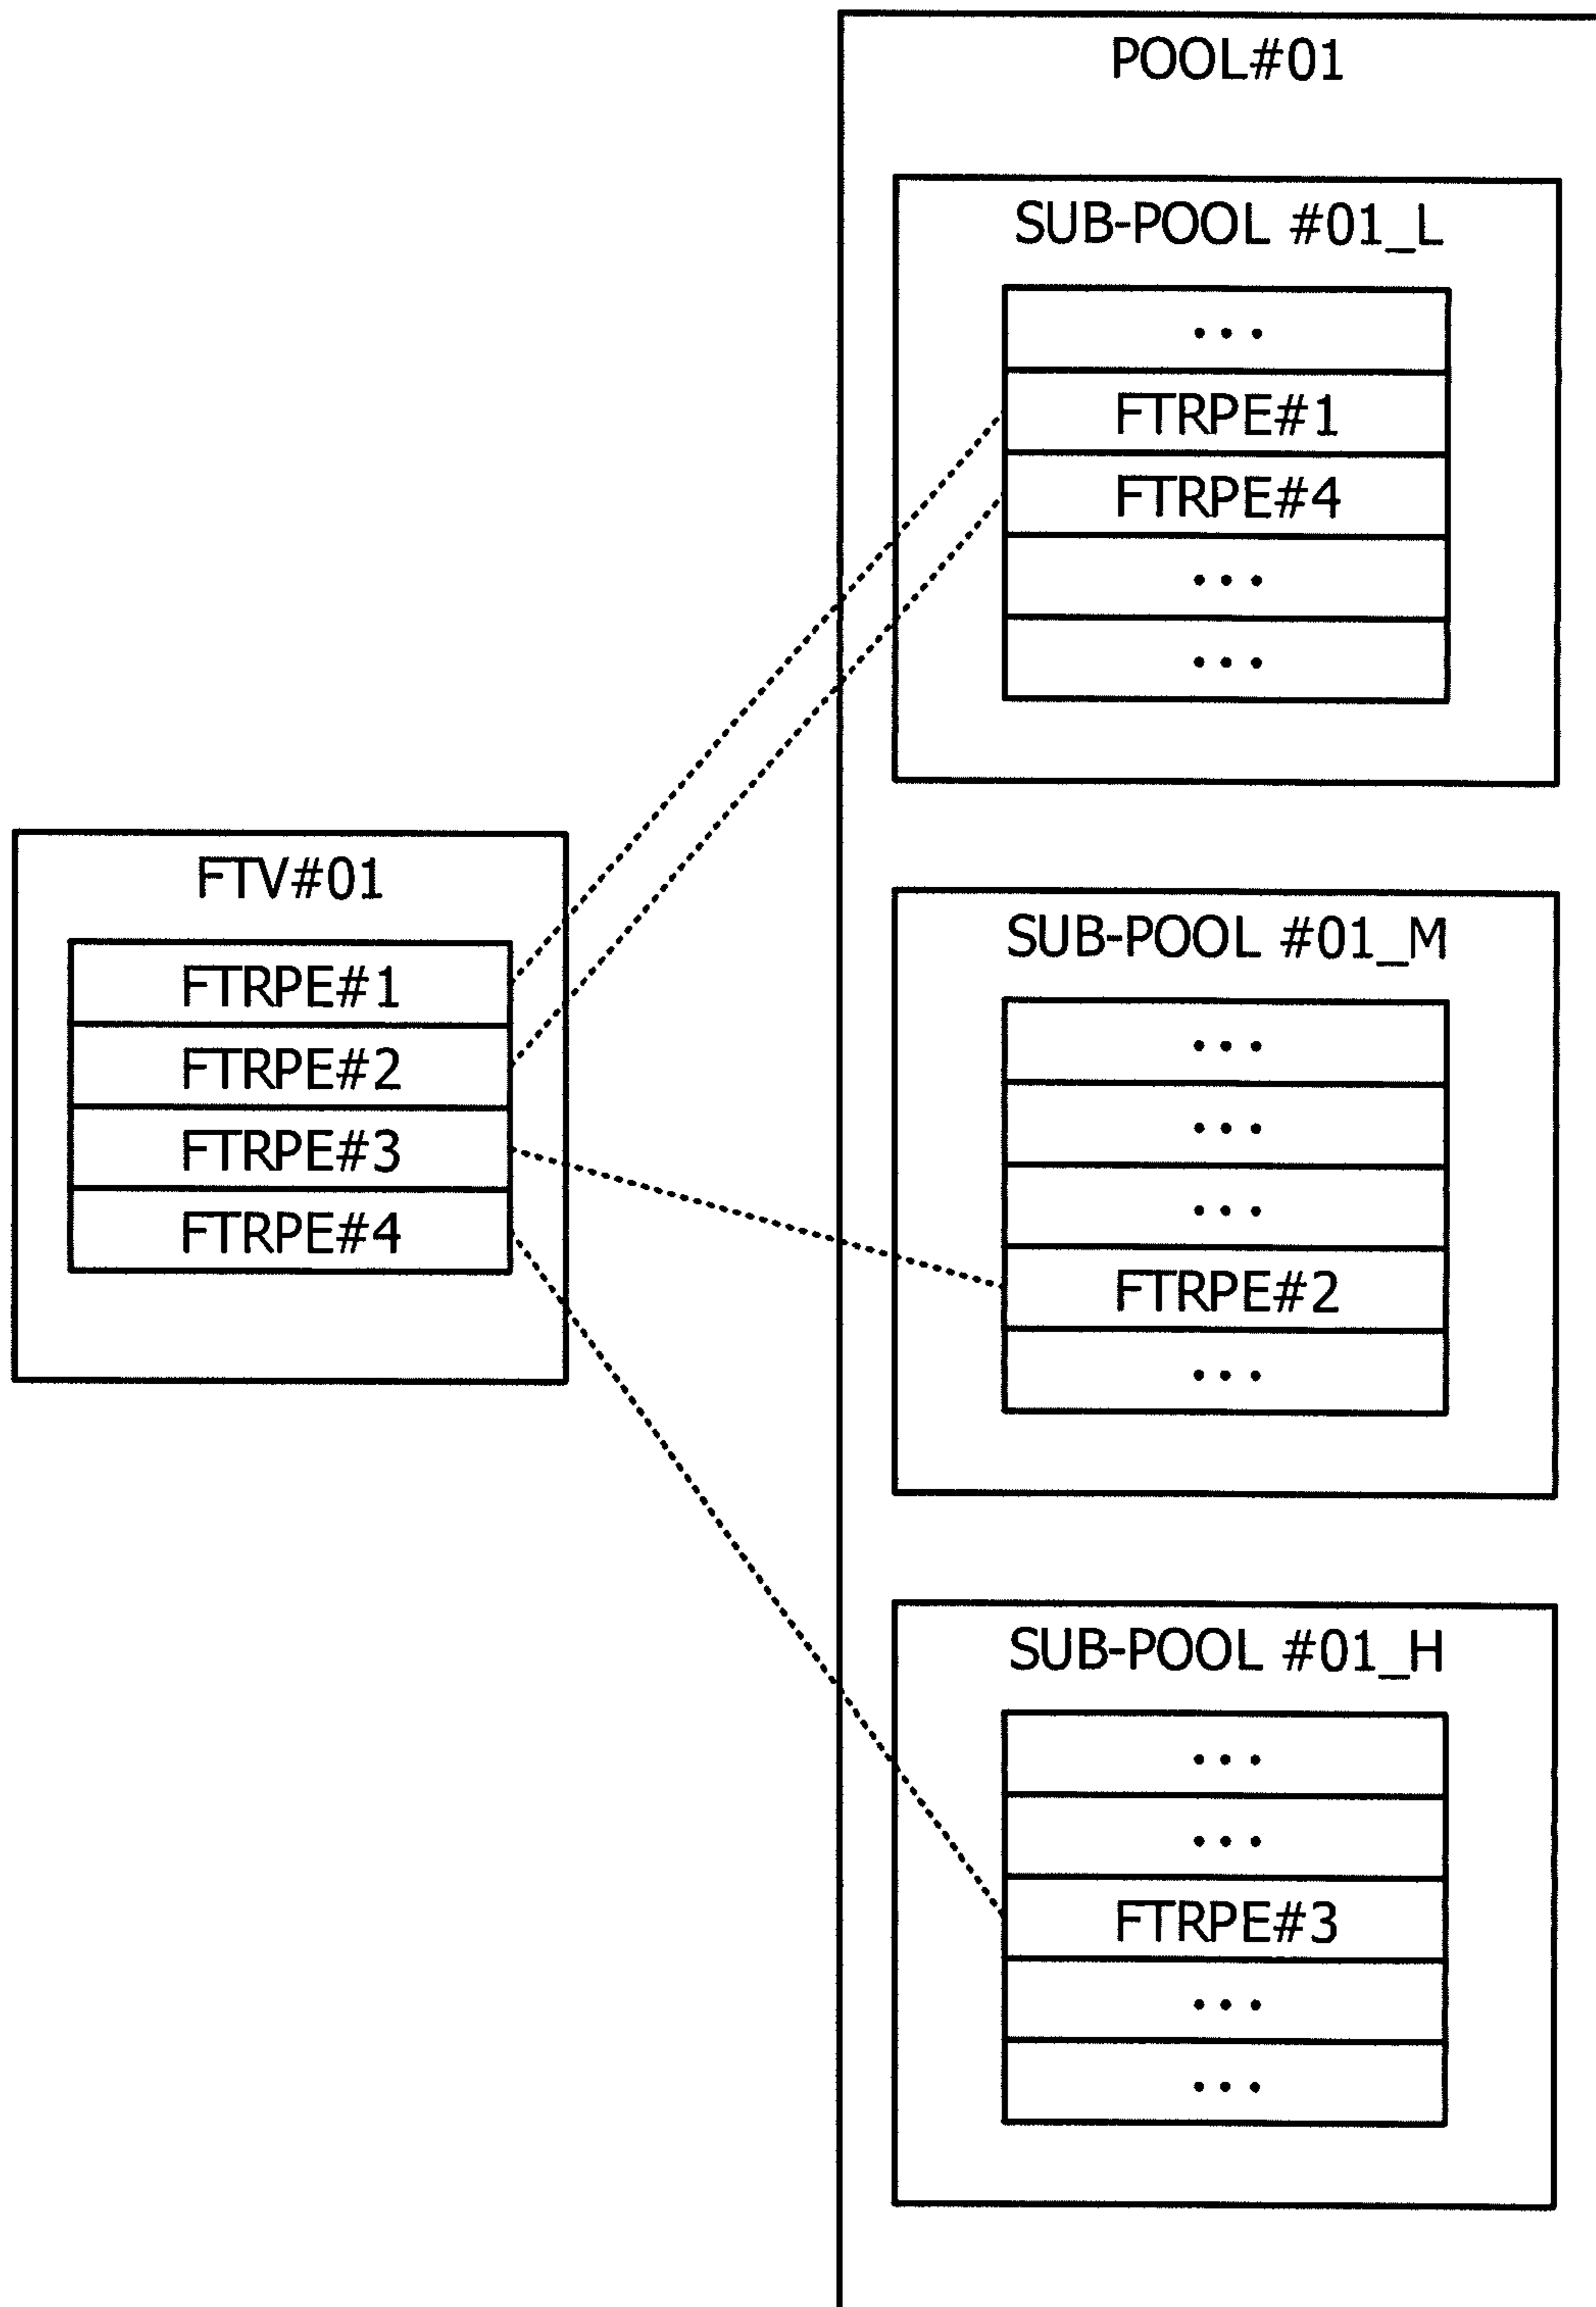 POOL#01
SUB-POOL #01_L
...
FTRPE#1
FTRPE#4
...
...
FTV#01
FTRPE#1
FTRPE#2
FTRPE#3
FTRPE#4
SUB-POOL #01_M
...
...
...
FTRPE#2
...
SUB-POOL #01_H
...
...
FTRPE#3
...
...